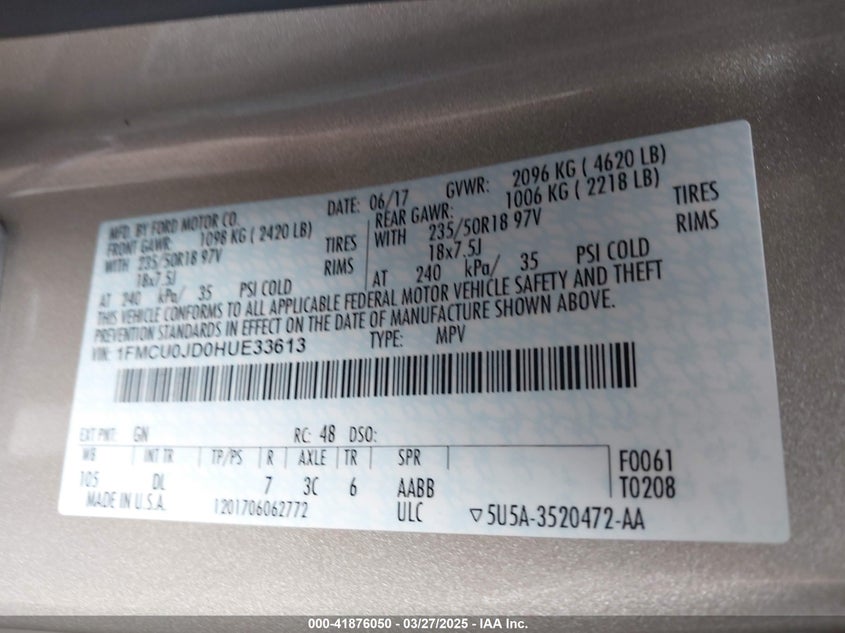 MFD. BY FORD MOTOR CO.
DATE: 06/17 GVWR: 2096 KG ( 4620 LB)
FRONT GAWR: 1098 KG ( 2420 LB)
WITH 235/50R18 97V TIRES
18x7.5J RIMS
AT 240 kPa/ 35 PSI COLD
REAR GAWR: 1006 KG ( 2218 LB)
WITH 235/50R18 97V TIRES
18x7.5J RIMS
AT 240 kPa/ 35 PSI COLD
THIS VEHICLE CONFORMS TO ALL APPLICABLE FEDERAL MOTOR VEHICLE SAFETY AND THEFT
PREVENTION STANDARDS IN EFFECT ON THE DATE OF MANUFACTURE SHOWN ABOVE.
VIN: 1FMCU0JD0HUE33613 TYPE: MPV
EXT PNT: GN RC: 48 DSO:
WB INT TR TP/PS R AXLE TR SPR
105 DL 7 3C 6 AABB
F0061
T0208
MADE IN U.S.A. 1201706062772 ULC ▽5U5A-3520472-AA
000-41876050 - 03/27/2025 - IAA Inc.